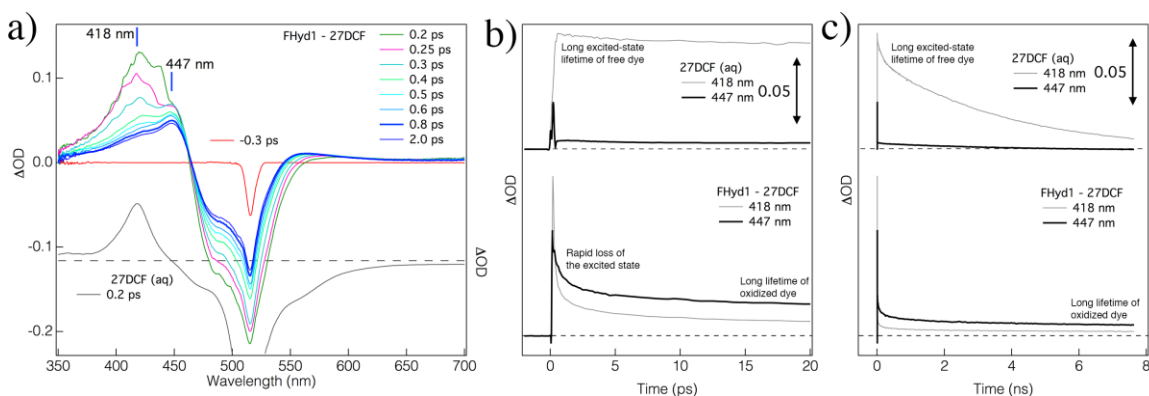 a)
418 nm
447 nm
FHyd1 - 27DCF
0.2 ps
0.25 ps
0.3 ps
0.4 ps
0.5 ps
0.6 ps
0.8 ps
2.0 ps
-0.3 ps
27DCF (aq)
0.2 ps
ΔOD
0.1
0.0
-0.1
-0.2
350
400
450
500
550
600
650
700
Wavelength (nm)
ΔOD
b)
Long excited-state
lifetime of free dye
27DCF (aq)
418 nm
447 nm
0.05
FHyd1 - 27DCF
418 nm
447 nm
Rapid loss of
the excited state
Long lifetime of
oxidized dye
0
5
10
15
20
Time (ps)
c)
ΔOD
Long excited-state
lifetime of free dye
27DCF (aq)
418 nm
447 nm
0.05
FHyd1 - 27DCF
418 nm
447 nm
Long lifetime of
oxidized dye
0
2
4
6
8
Time (ns)